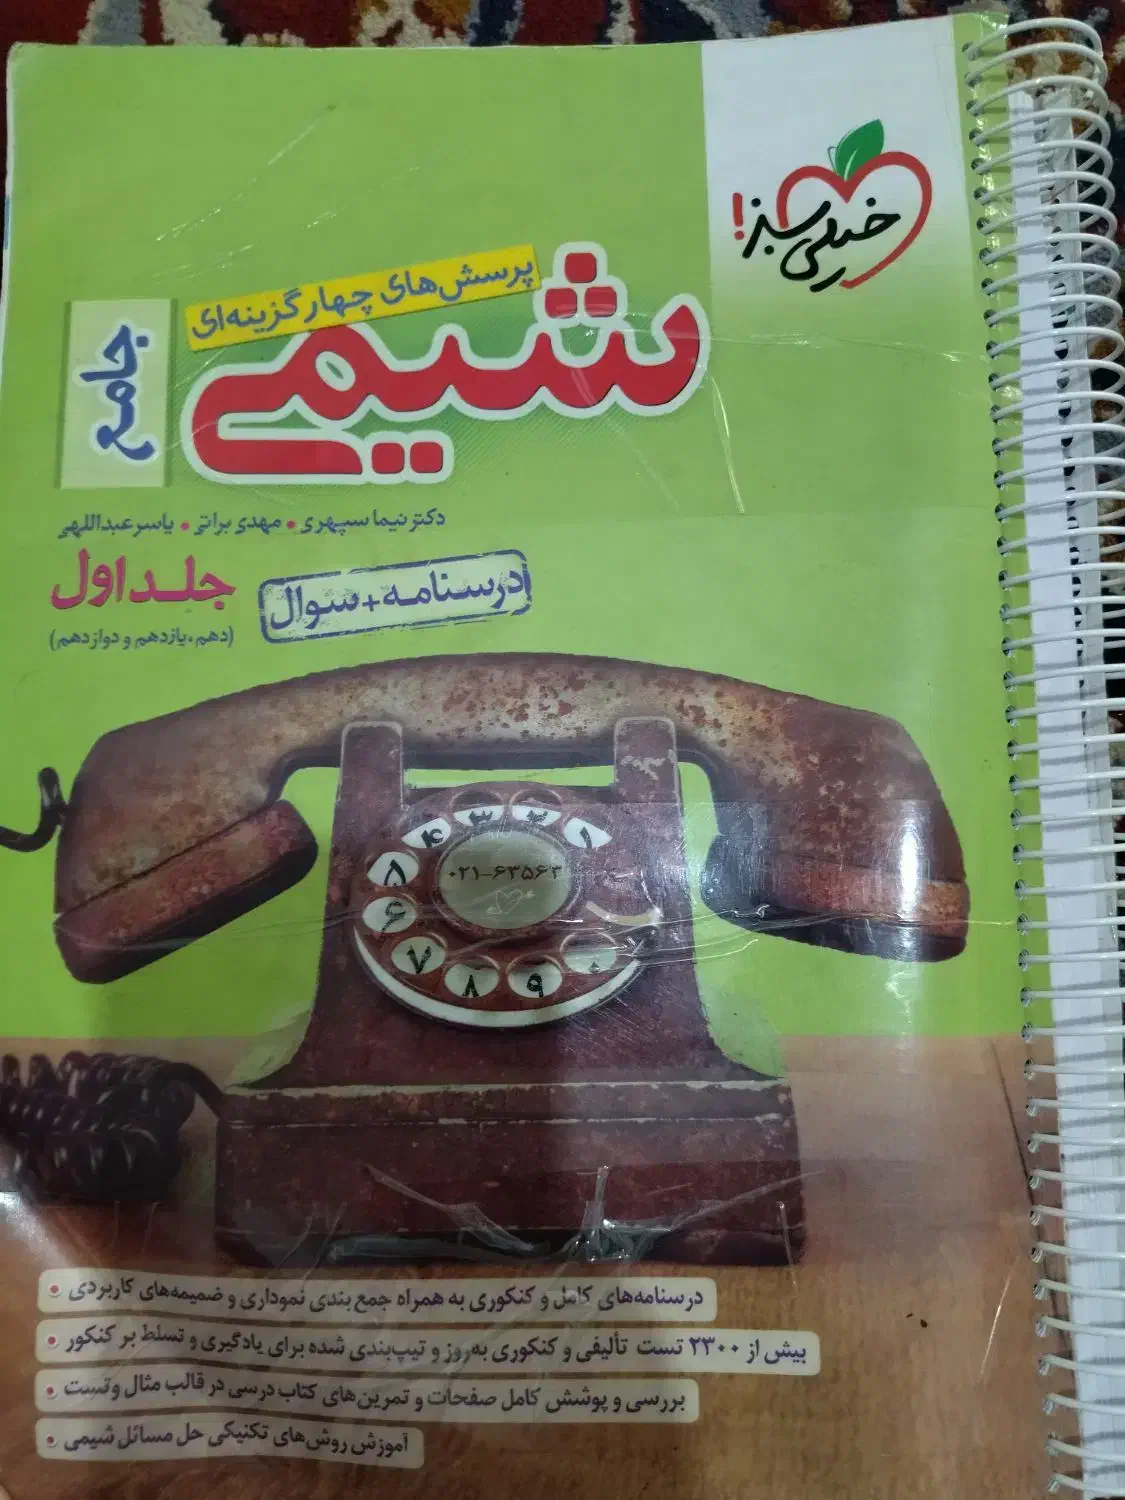 خیلی سبز!
پرسش‌های چهارگزینه‌ای
شیمی
جامع
دکتر نیما سپهری • مهدی براتی • یاسر عبداللهی
جلد اول
(دهم، یازدهم و دوازدهم)
درسنامه + سوال
۱
۲
۳
۴
۵
۶
۷
۸
۹
۰
۰۲۱-۶۳۵۶۳
درسنامه‌های کامل و کنکوری به همراه جمع بندی نموداری و ضمیمه‌های کاربردی •
بیش از ۲۳۰۰ تست تألیفی و کنکوری به‌روز و تیپ‌بندی شده برای یادگیری و تسلط بر کنکور •
بررسی و پوشش کامل صفحات و تمرین‌های کتاب درسی در قالب مثال و تست •
آموزش روش‌های تکنیکی حل مسائل شیمی •